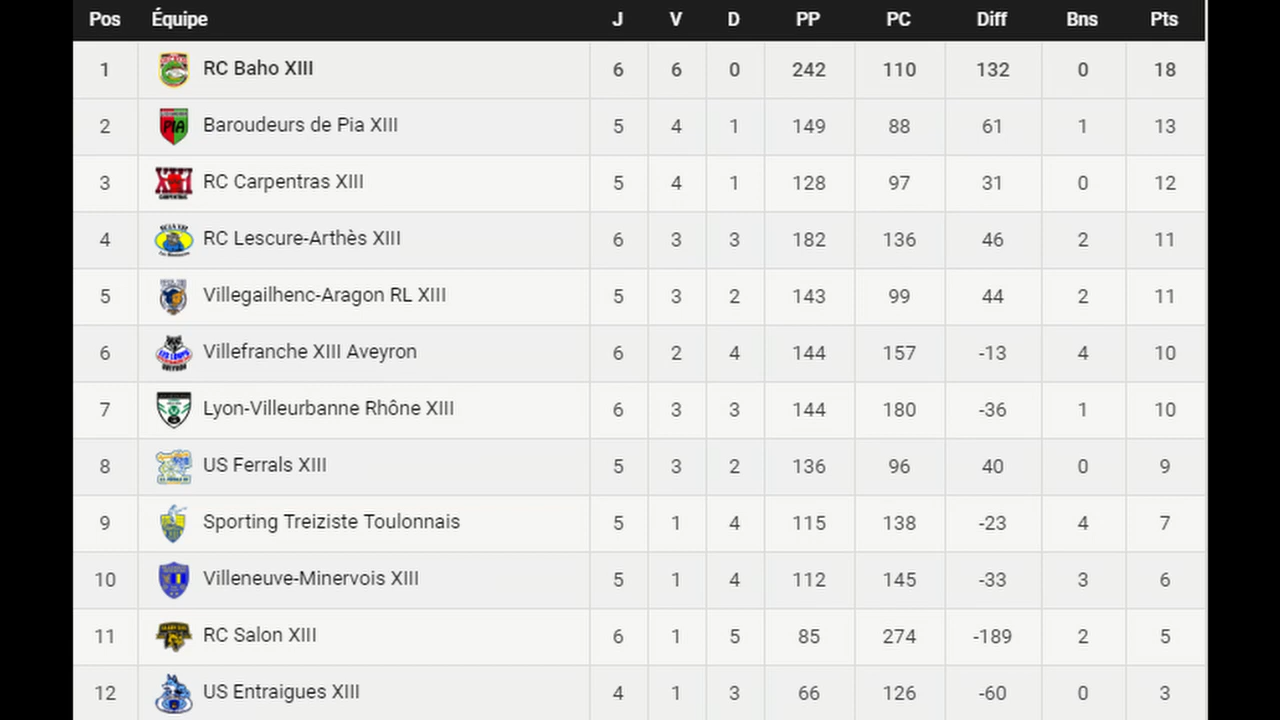 Pos Équipe J V D PP PC Diff Bns Pts
1 RC Baho XIII 6 6 0 242 110 132 0 18
2 PIA Baroudeurs de Pia XIII 5 4 1 149 88 61 1 13
3 XIII CARPENTRAS RC Carpentras XIII 5 4 1 128 97 31 0 12
4 RC Lescure-Arthès XIII 6 3 3 182 136 46 2 11
5 Villegailhenc-Aragon RL XIII 5 3 2 143 99 44 2 11
6 Villefranche XIII Aveyron 6 2 4 144 157 -13 4 10
7 Lyon-Villeurbanne Rhône XIII 6 3 3 144 180 -36 1 10
8 US Ferrals XIII 5 3 2 136 96 40 0 9
9 Sporting Treiziste Toulonnais 5 1 4 115 138 -23 4 7
10 Villeneuve-Minervois XIII 5 1 4 112 145 -33 3 6
11 RC Salon XIII 6 1 5 85 274 -189 2 5
12 US Entraigues XIII 4 1 3 66 126 -60 0 3